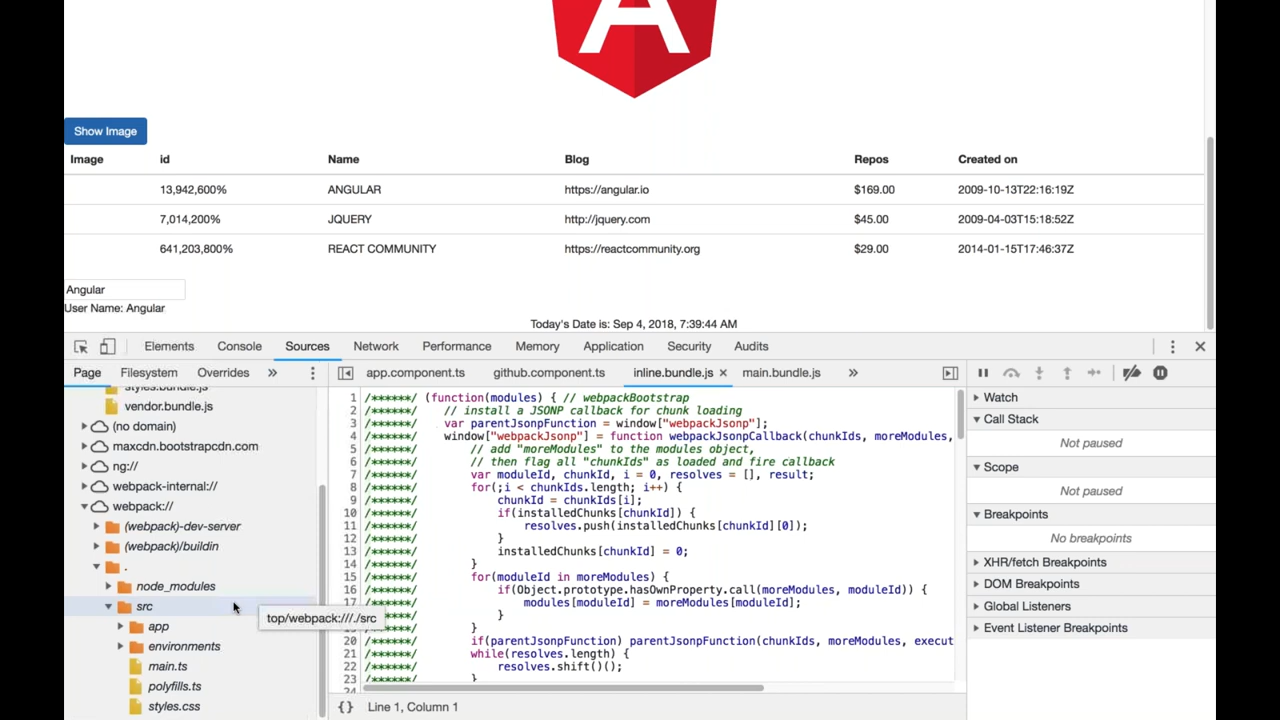 A
Show Image
Image id Name Blog Repos Created on
13,942,600% ANGULAR https://angular.io $169.00 2009-10-13T22:16:19Z
7,014,200% JQUERY http://jquery.com $45.00 2009-04-03T15:18:52Z
641,203,800% REACT COMMUNITY https://reactcommunity.org $29.00 2014-01-15T17:46:37Z
Angular
User Name: Angular
Today's Date is: Sep 4, 2018, 7:39:44 AM
Elements Console Sources Network Performance Memory Application Security Audits
Page Filesystem Overrides »
app.component.ts github.component.ts inline.bundle.js × main.bundle.js »
styles.bundle.js
vendor.bundle.js
(no domain)
maxcdn.bootstrapcdn.com
ng://
webpack-internal://
webpack://
(webpack)-dev-server
(webpack)/buildin
.
node_modules
src
top/webpack:///./src
app
environments
main.ts
polyfills.ts
styles.css
1 /******/ (function(modules) { // webpackBootstrap
2 /******/ // install a JSONP callback for chunk loading
3 /******/ var parentJsonpFunction = window["webpackJsonp"];
4 /******/ window["webpackJsonp"] = function webpackJsonpCallback(chunkIds, moreModules,
5 /******/ // add "moreModules" to the modules object,
6 /******/ // then flag all "chunkIds" as loaded and fire callback
7 /******/ var moduleId, chunkId, i = 0, resolves = [], result;
8 /******/ for(;i < chunkIds.length; i++) {
9 /******/ chunkId = chunkIds[i];
10 /******/ if(installedChunks[chunkId]) {
11 /******/ resolves.push(installedChunks[chunkId][0]);
12 /******/ }
13 /******/ installedChunks[chunkId] = 0;
14 /******/ }
15 /******/ for(moduleId in moreModules) {
16 /******/ if(Object.prototype.hasOwnProperty.call(moreModules, moduleId)) {
17 /******/ modules[moduleId] = moreModules[moduleId];
18 /******/ }
19 /******/ }
20 /******/ if(parentJsonpFunction) parentJsonpFunction(chunkIds, moreModules, execut
21 /******/ while(resolves.length) {
22 /******/ resolves.shift()();
23 /******/ }
24
{} Line 1, Column 1
Watch
Call Stack
Not paused
Scope
Not paused
Breakpoints
No breakpoints
XHR/fetch Breakpoints
DOM Breakpoints
Global Listeners
Event Listener Breakpoints